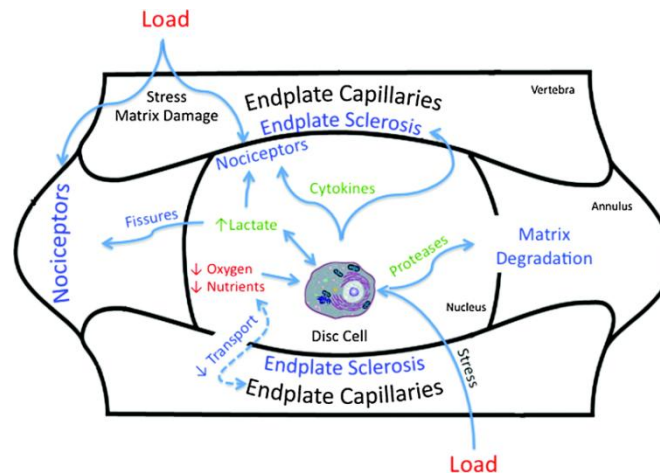 Load
Stress
Matrix Damage
Endplate Capillaries
Endplate Sclerosis
Vertebra
Nociceptors
Nociceptors
Cytokines
Fissures
↑Lactate
Annulus
Matrix
Degradation
Proteases
↓ Oxygen
↓ Nutrients
Nucleus
↓ Transport
Disc Cell
Stress
Endplate Sclerosis
Endplate Capillaries
Load